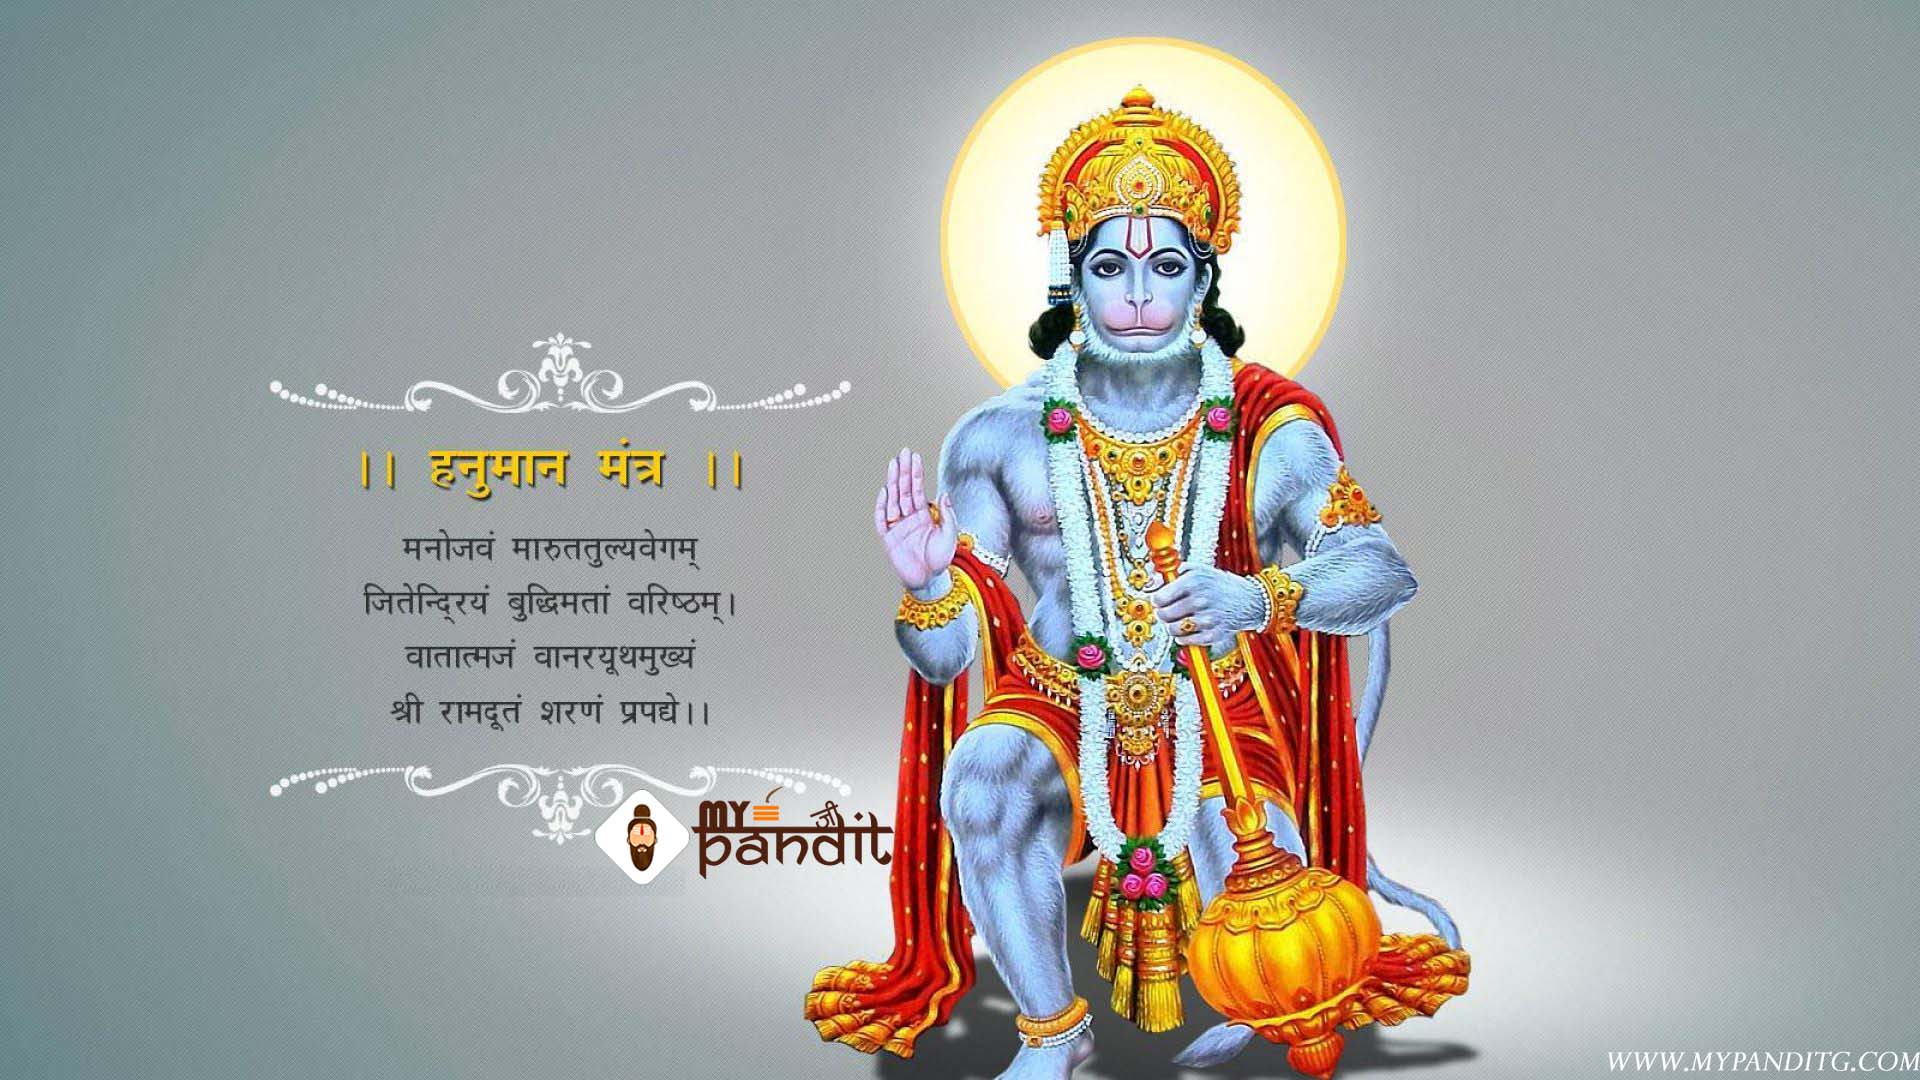 ।। हनुमान मंत्र ।।
मनोजवं मारुततुल्यवेगम्
जितेन्दि्रयं बुद्धिमतां वरिष्ठम्।
वातात्मजं वानरयूथमुख्यं
श्री रामदूतं शरणं प्रपद्ये।।
MY जी
pandit
WWW.MYPANDITG.COM